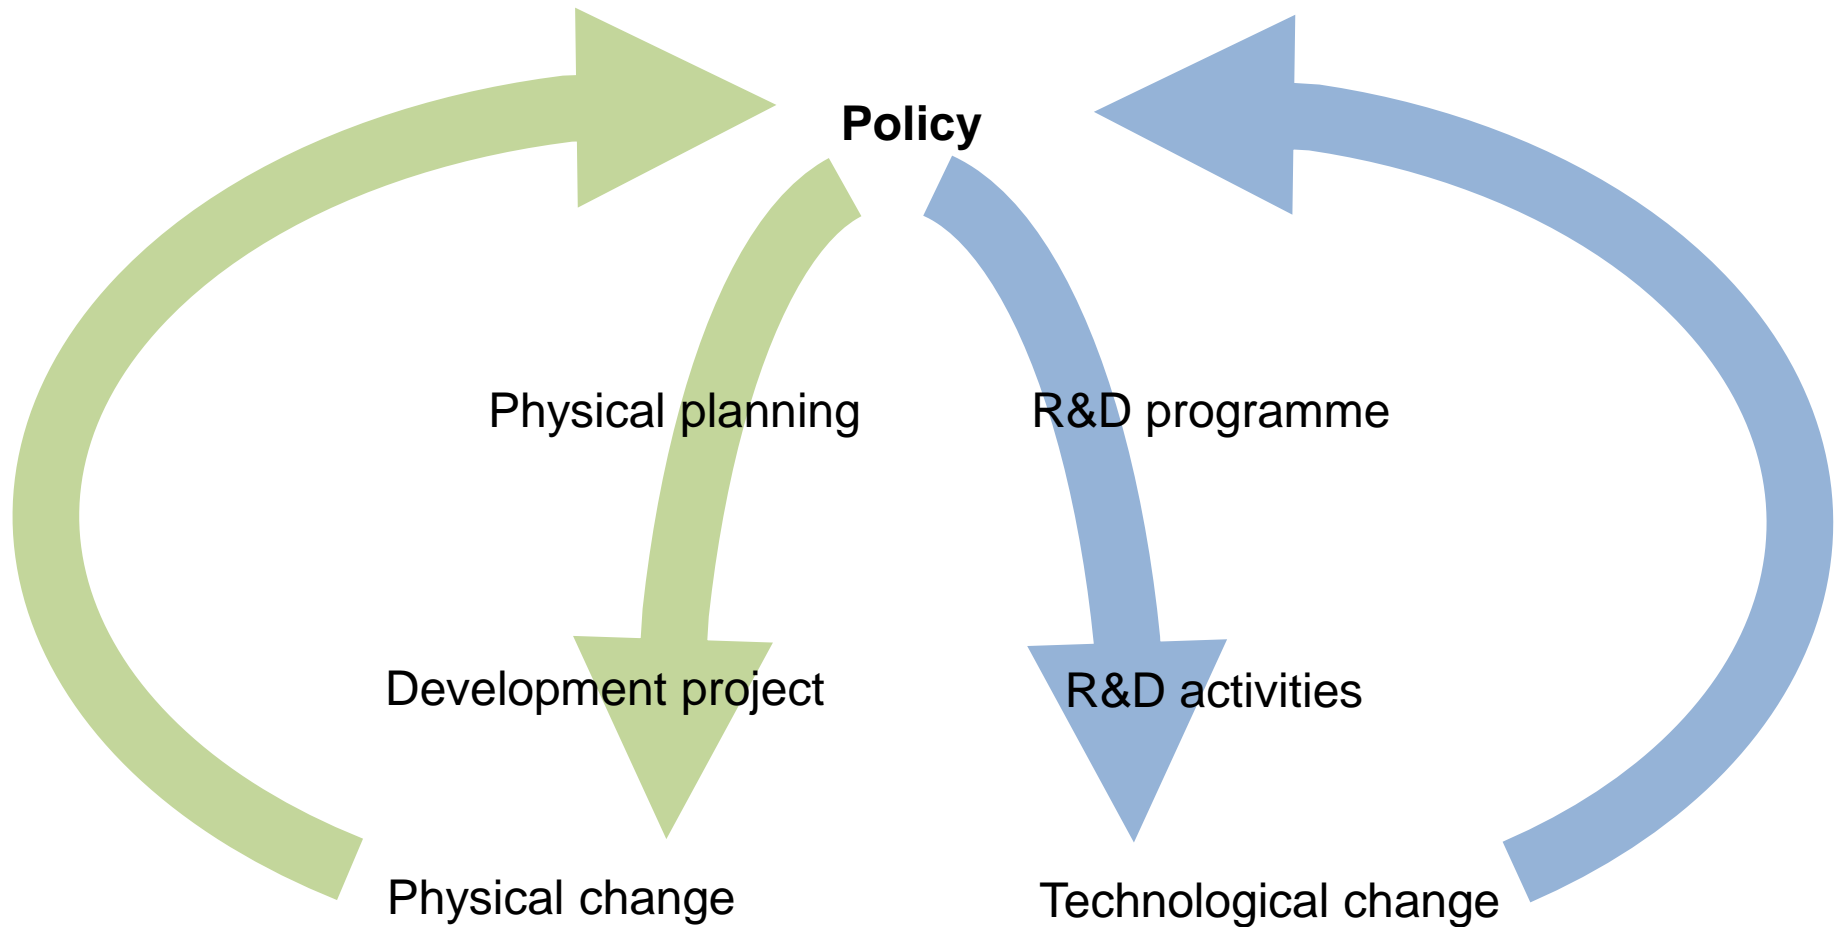 Policy
Physical planning
R&D programme
Development project
R&D activities
Physical change
Technological change